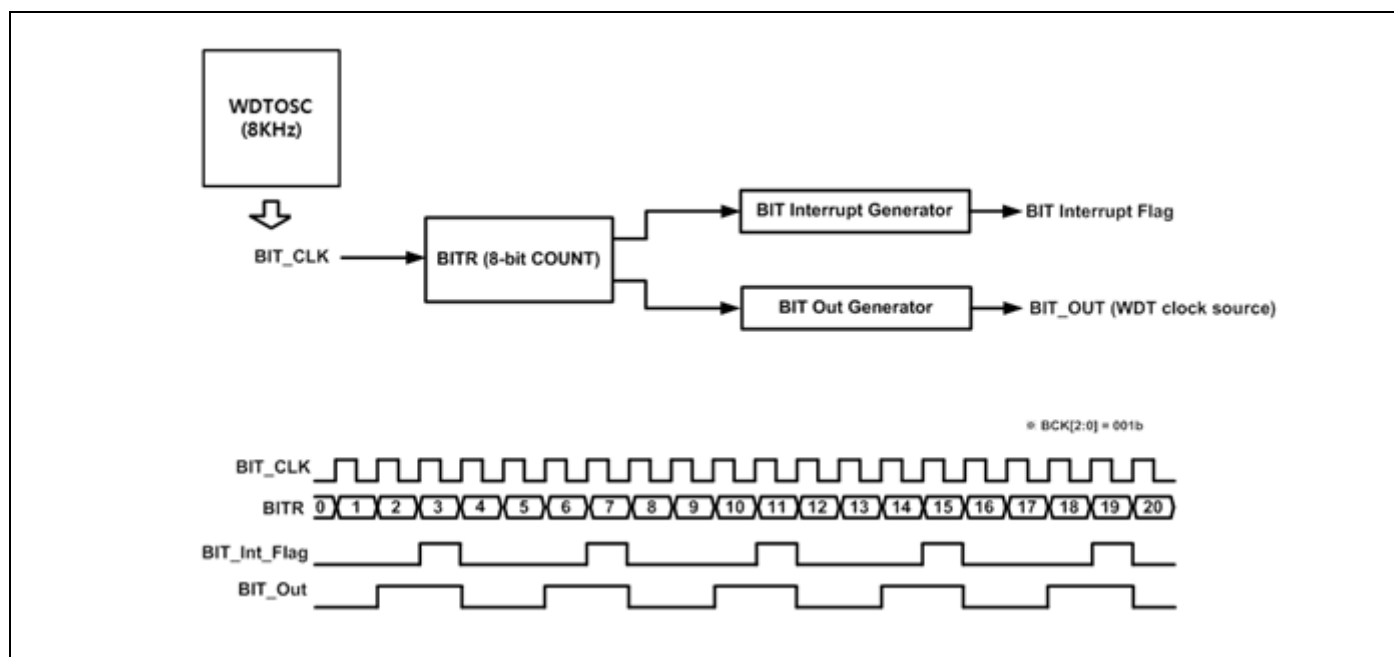 WDTOSC
(8KHz)
BIT_CLK
BITR (8-bit COUNT)
BIT Interrupt Generator
BIT Interrupt Flag
BIT Out Generator
BIT_OUT (WDT clock source)
※ BCK[2:0] = 001b
BIT_CLK
BITR 0 1 2 3 4 5 6 7 8 9 10 11 12 13 14 15 16 17 18 19 20
BIT_Int_Flag
BIT_Out